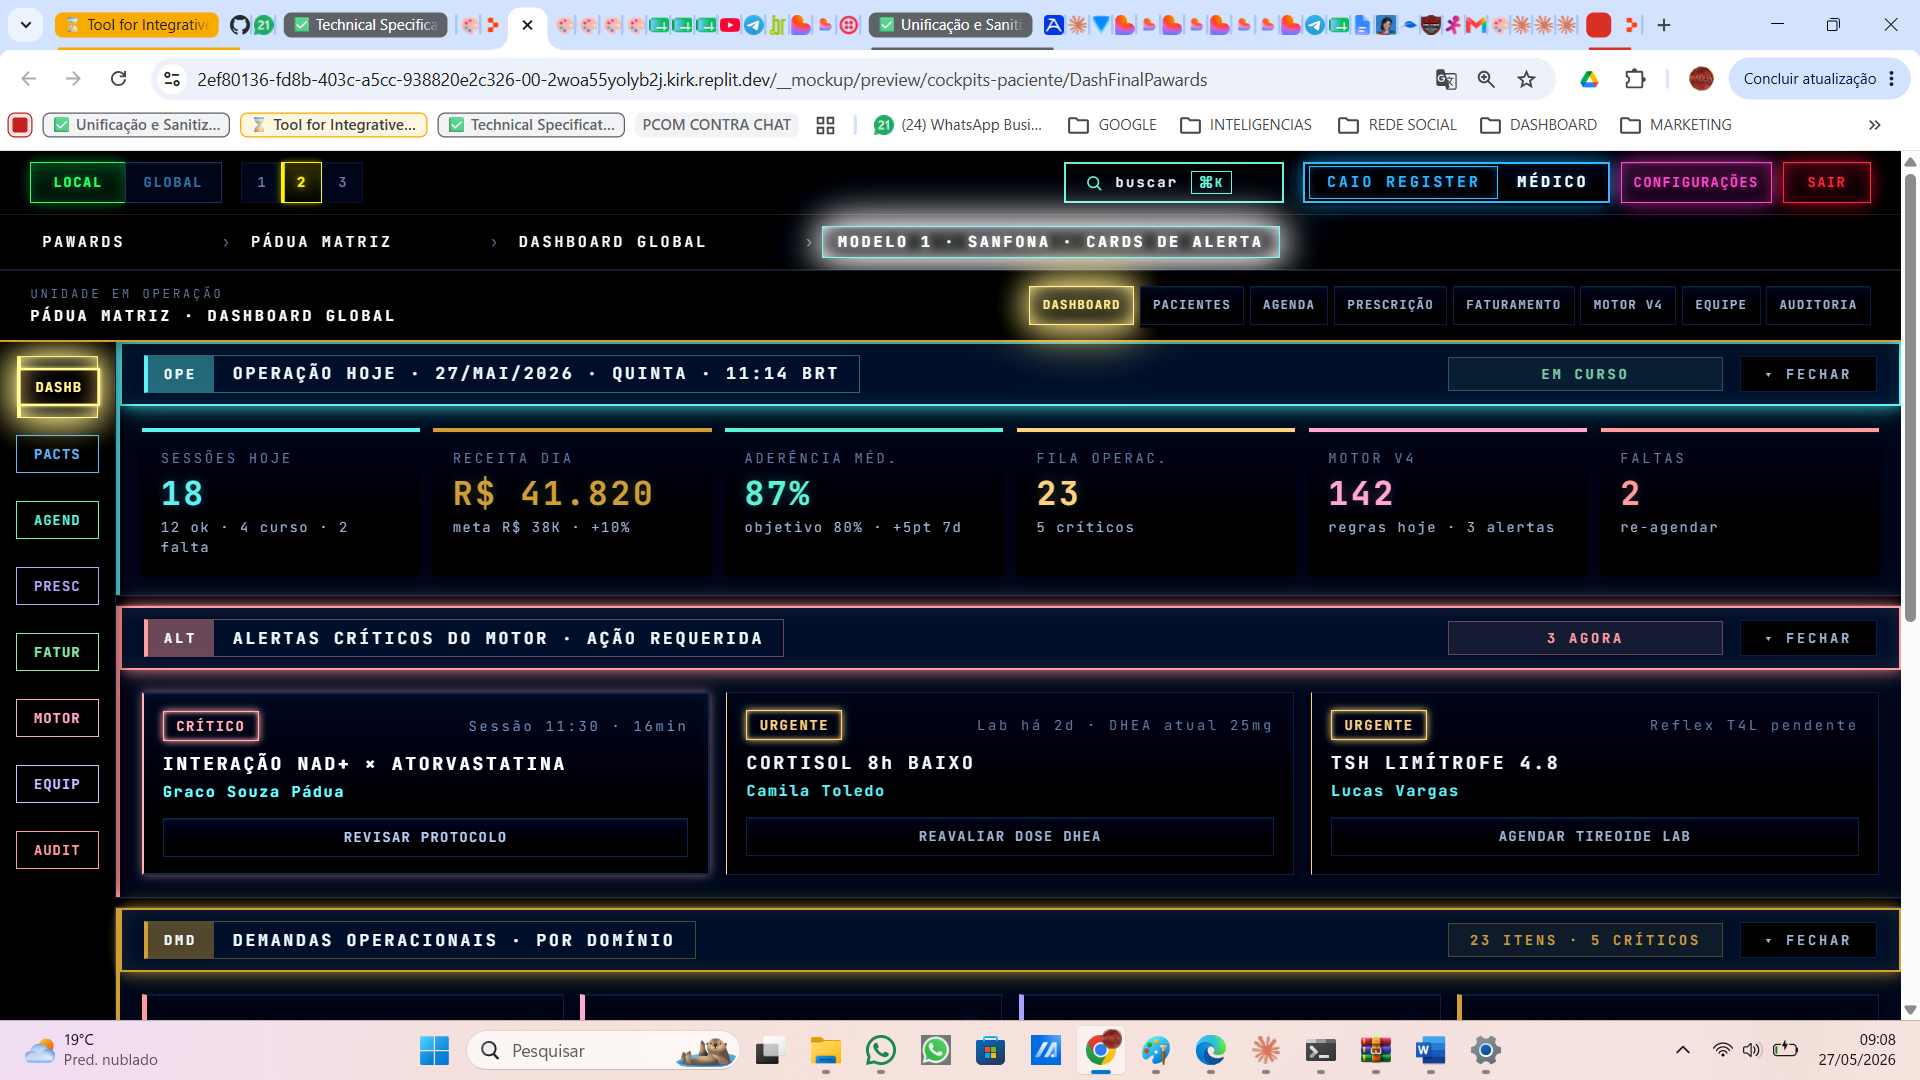 Tool for Integrative
21
Technical Specifica
Unificação e Saniti
2ef80136-fd8b-403c-a5cc-938820e2c326-00-2woa55yolyb2j.kirk.replit.dev/__mockup/preview/cockpits-paciente/DashFinalPawards
Concluir atualização
Unificação e Sanitiz...
Tool for Integrative...
Technical Specificat...
PCOM CONTRA CHAT
21 (24) WhatsApp Busi...
GOOGLE
INTELIGENCIAS
REDE SOCIAL
DASHBOARD
MARKETING
»
LOCAL GLOBAL 1 2 3
buscar ⌘K
CAIO REGISTER MÉDICO
CONFIGURAÇÕES
SAIR
PAWARDS › PÁDUA MATRIZ › DASHBOARD GLOBAL › MODELO 1 · SANFONA · CARDS DE ALERTA
UNIDADE EM OPERAÇÃO
PÁDUA MATRIZ · DASHBOARD GLOBAL
DASHBOARD PACIENTES AGENDA PRESCRIÇÃO FATURAMENTO MOTOR V4 EQUIPE AUDITORIA
DASHB
PACTS
AGEND
PRESC
FATUR
MOTOR
EQUIP
AUDIT
OPE OPERAÇÃO HOJE · 27/MAI/2026 · QUINTA · 11:14 BRT
EM CURSO
▾ FECHAR
SESSÕES HOJE
18
12 ok · 4 curso · 2
falta
RECEITA DIA
R$ 41.820
meta R$ 38K · +10%
ADERÊNCIA MÉD.
87%
objetivo 80% · +5pt 7d
FILA OPERAC.
23
5 críticos
MOTOR V4
142
regras hoje · 3 alertas
FALTAS
2
re-agendar
ALT ALERTAS CRÍTICOS DO MOTOR · AÇÃO REQUERIDA
3 AGORA
▾ FECHAR
CRÍTICO Sessão 11:30 · 16min
INTERAÇÃO NAD+ × ATORVASTATINA
Graco Souza Pádua
REVISAR PROTOCOLO
URGENTE Lab há 2d · DHEA atual 25mg
CORTISOL 8h BAIXO
Camila Toledo
REAVALIAR DOSE DHEA
URGENTE Reflex T4L pendente
TSH LIMÍTROFE 4.8
Lucas Vargas
AGENDAR TIREOIDE LAB
DMD DEMANDAS OPERACIONAIS · POR DOMÍNIO
23 ITENS · 5 CRÍTICOS
▾ FECHAR
19°C
Pred. nublado
Pesquisar
09:08
27/05/2026